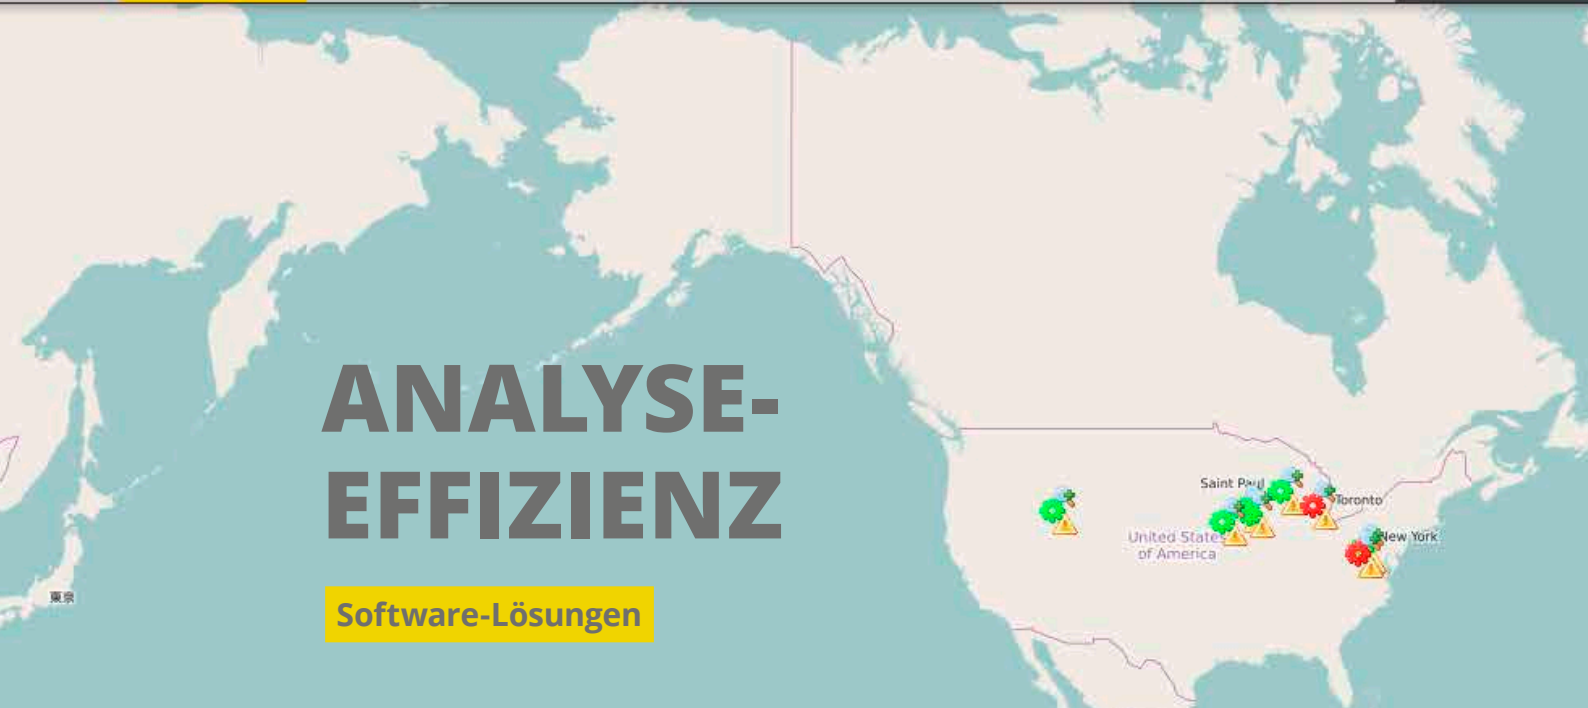 ANALYSE-
EFFIZIENZ
Software-Lösungen
Saint Paul
Toronto
United States
of America
New York
東京